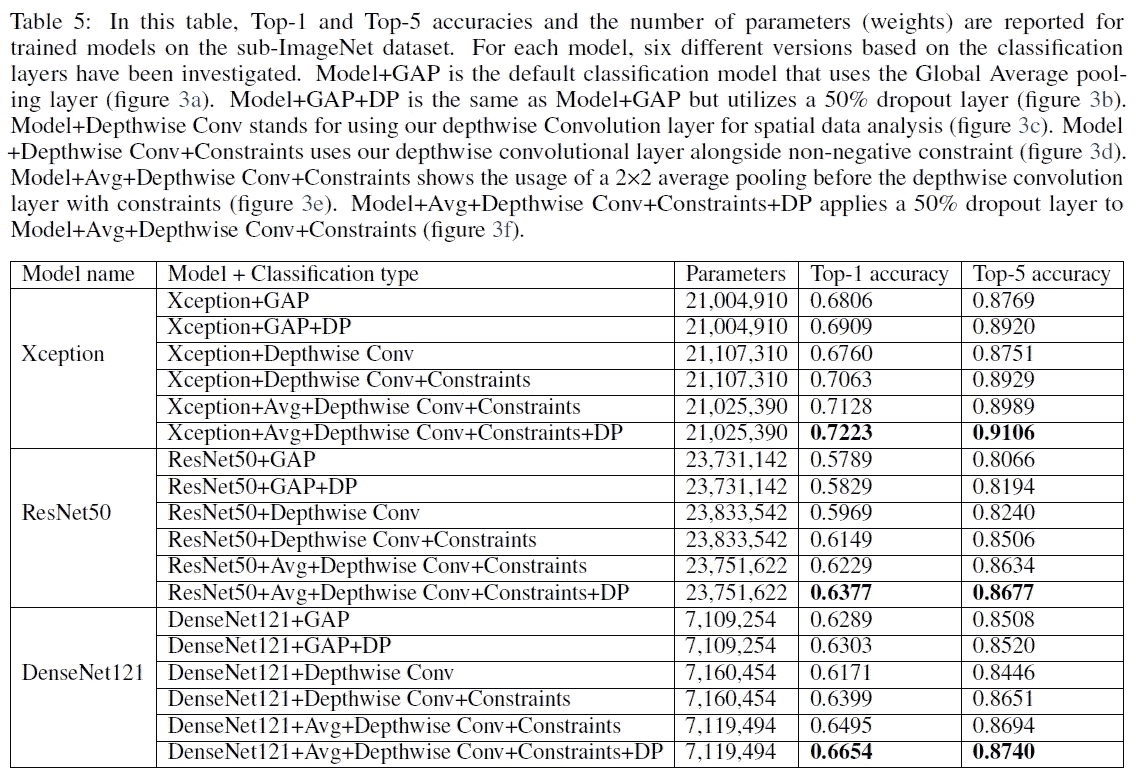 Table 5: In this table, Top-1 and Top-5 accuracies and the number of parameters (weights) are reported for
trained models on the sub-ImageNet dataset. For each model, six different versions based on the classification
layers have been investigated. Model+GAP is the default classification model that uses the Global Average pool-
ing layer (figure 3a). Model+GAP+DP is the same as Model+GAP but utilizes a 50% dropout layer (figure 3b).
Model+Depthwise Conv stands for using our depthwise Convolution layer for spatial data analysis (figure 3c). Model
+Depthwise Conv+Constraints uses our depthwise convolutional layer alongside non-negative constraint (figure 3d).
Model+Avg+Depthwise Conv+Constraints shows the usage of a 2×2 average pooling before the depthwise convolution
layer with constraints (figure 3e). Model+Avg+Depthwise Conv+Constraints+DP applies a 50% dropout layer to
Model+Avg+Depthwise Conv+Constraints (figure 3f).
Model name Model + Classification type Parameters Top-1 accuracy Top-5 accuracy
Xception+GAP 21,004,910 0.6806 0.8769
Xception+GAP+DP 21,004,910 0.6909 0.8920
Xception Xception+Depthwise Conv 21,107,310 0.6760 0.8751
Xception+Depthwise Conv+Constraints 21,107,310 0.7063 0.8929
Xception+Avg+Depthwise Conv+Constraints 21,025,390 0.7128 0.8989
Xception+Avg+Depthwise Conv+Constraints+DP 21,025,390 0.7223 0.9106
ResNet50+GAP 23,731,142 0.5789 0.8066
ResNet50+GAP+DP 23,731,142 0.5829 0.8194
ResNet50 ResNet50+Depthwise Conv 23,833,542 0.5969 0.8240
ResNet50+Depthwise Conv+Constraints 23,833,542 0.6149 0.8506
ResNet50+Avg+Depthwise Conv+Constraints 23,751,622 0.6229 0.8634
ResNet50+Avg+Depthwise Conv+Constraints+DP 23,751,622 0.6377 0.8677
DenseNet121+GAP 7,109,254 0.6289 0.8508
DenseNet121+GAP+DP 7,109,254 0.6303 0.8520
DenseNet121 DenseNet121+Depthwise Conv 7,160,454 0.6171 0.8446
DenseNet121+Depthwise Conv+Constraints 7,160,454 0.6399 0.8651
DenseNet121+Avg+Depthwise Conv+Constraints 7,119,494 0.6495 0.8694
DenseNet121+Avg+Depthwise Conv+Constraints+DP 7,119,494 0.6654 0.8740